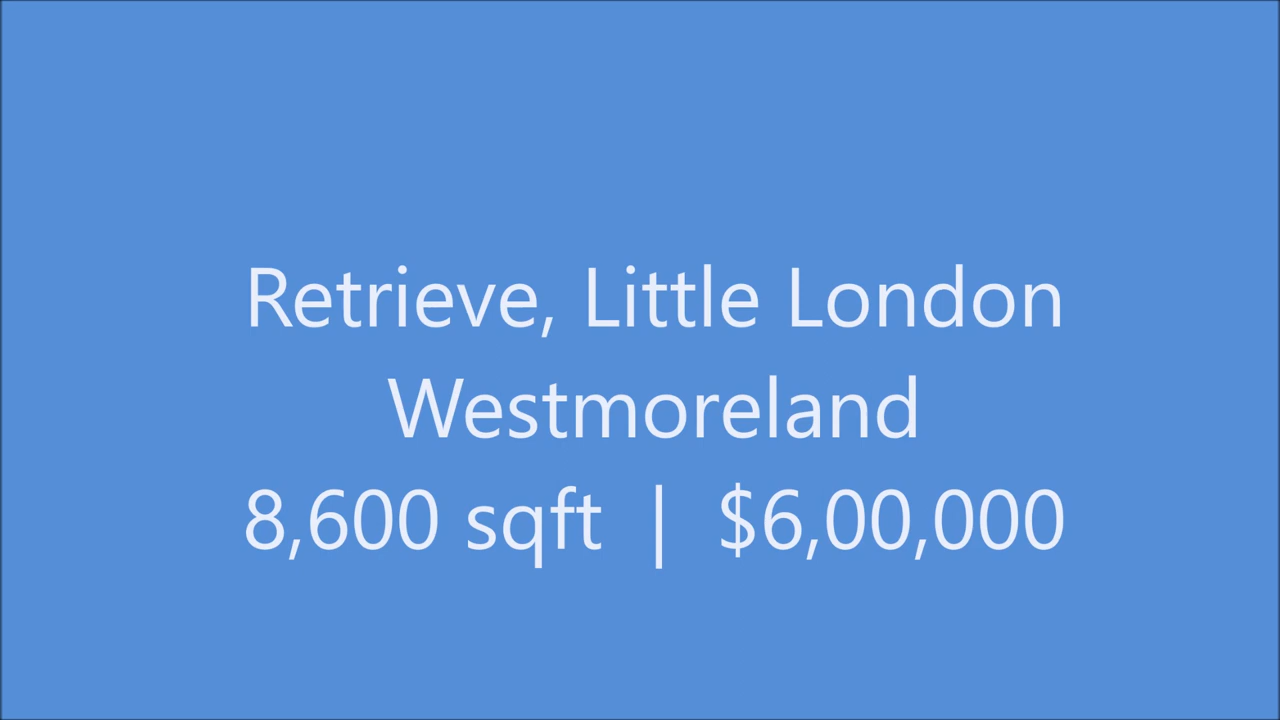 Retrieve, Little London
Westmoreland
8,600 sqft | $6,00,000